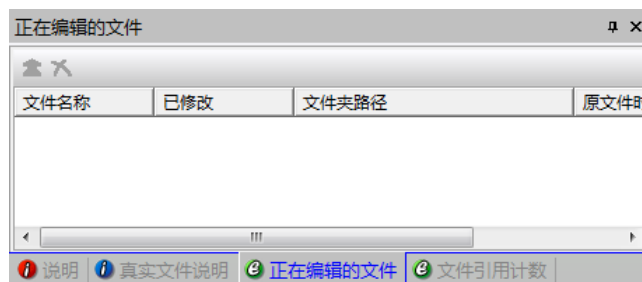 正在编辑的文件
文件名称 已修改 文件夹路径 原文件时
说明 真实文件说明 正在编辑的文件 文件引用计数